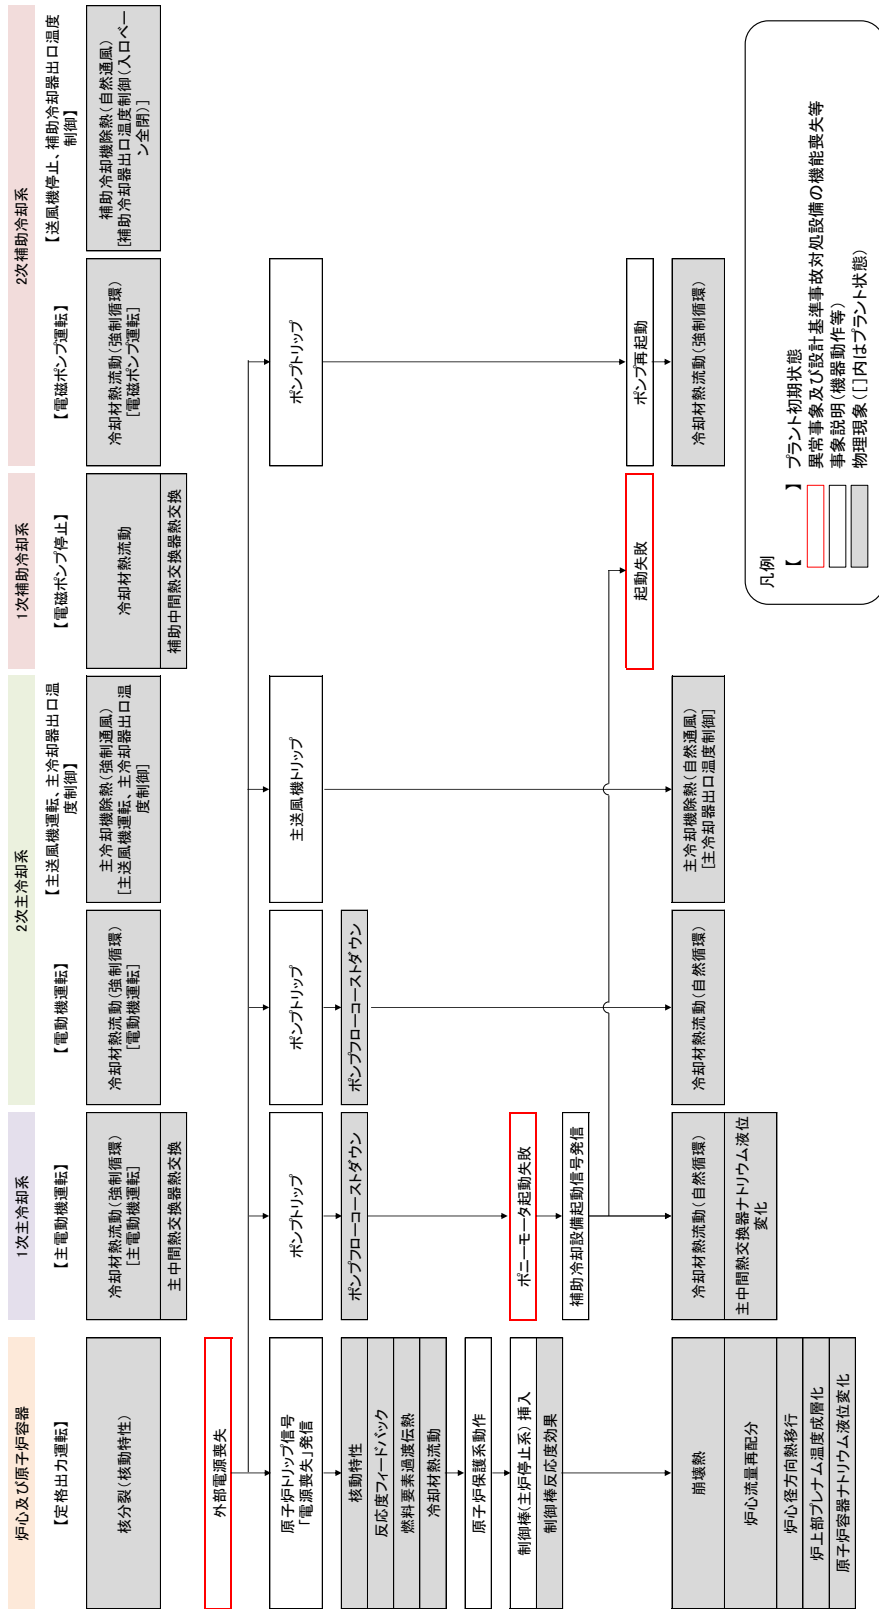 炉心及び原子炉容器
1次主冷却系
2次主冷却系
1次補助冷却系
2次補助冷却系
【定格出力運転】
【主電動機運転】
【電動機運転】
【主送風機運転、主冷却器出口温
度制御】
【電磁ポンプ停止】
【電磁ポンプ運転】
【送風機停止、補助冷却器出口温度
制御】
核分裂(核動特性)
冷却材熱流動(強制循環)
[主電動機運転]
主中間熱交換器熱交換
冷却材熱流動(強制循環)
[電動機運転]
主冷却機除熱(強制通風)
[主送風機運転、主冷却器出口温
度制御]
冷却材熱流動
補助中間熱交換器熱交換
冷却材熱流動(強制循環)
[電磁ポンプ運転]
補助冷却機除熱(自然通風)
[補助冷却器出口温度制御(入口ベー
ン全閉)]
外部電源喪失
原子炉トリップ信号
「電源喪失」発信
ポンプトリップ
ポンプトリップ
主送風機トリップ
ポンプトリップ
核動特性
反応度フィードバック
燃料要素過渡伝熱
冷却材熱流動
ポンプフローコーストダウン
ポンプフローコーストダウン
原子炉保護系動作
制御棒(主炉停止系) 挿入
制御棒反応度効果
ポニーモータ起動失敗
補助冷却設備起動信号発信
起動失敗
ポンプ再起動
崩壊熱
炉心流量再配分
炉心径方向熱移行
炉上部プレナム温度成層化
原子炉容器ナトリウム液位変化
冷却材熱流動(自然循環)
主中間熱交換器ナトリウム液位
変化
冷却材熱流動(自然循環)
主冷却機除熱(自然通風)
[主冷却器出口温度制御]
冷却材熱流動(強制循環)
凡例
【 】 プラント初期状態
異常事象及び設計基準事故対処設備の機能喪失等
事象説明(機器動作等)
物理現象([]内はプラント状態)